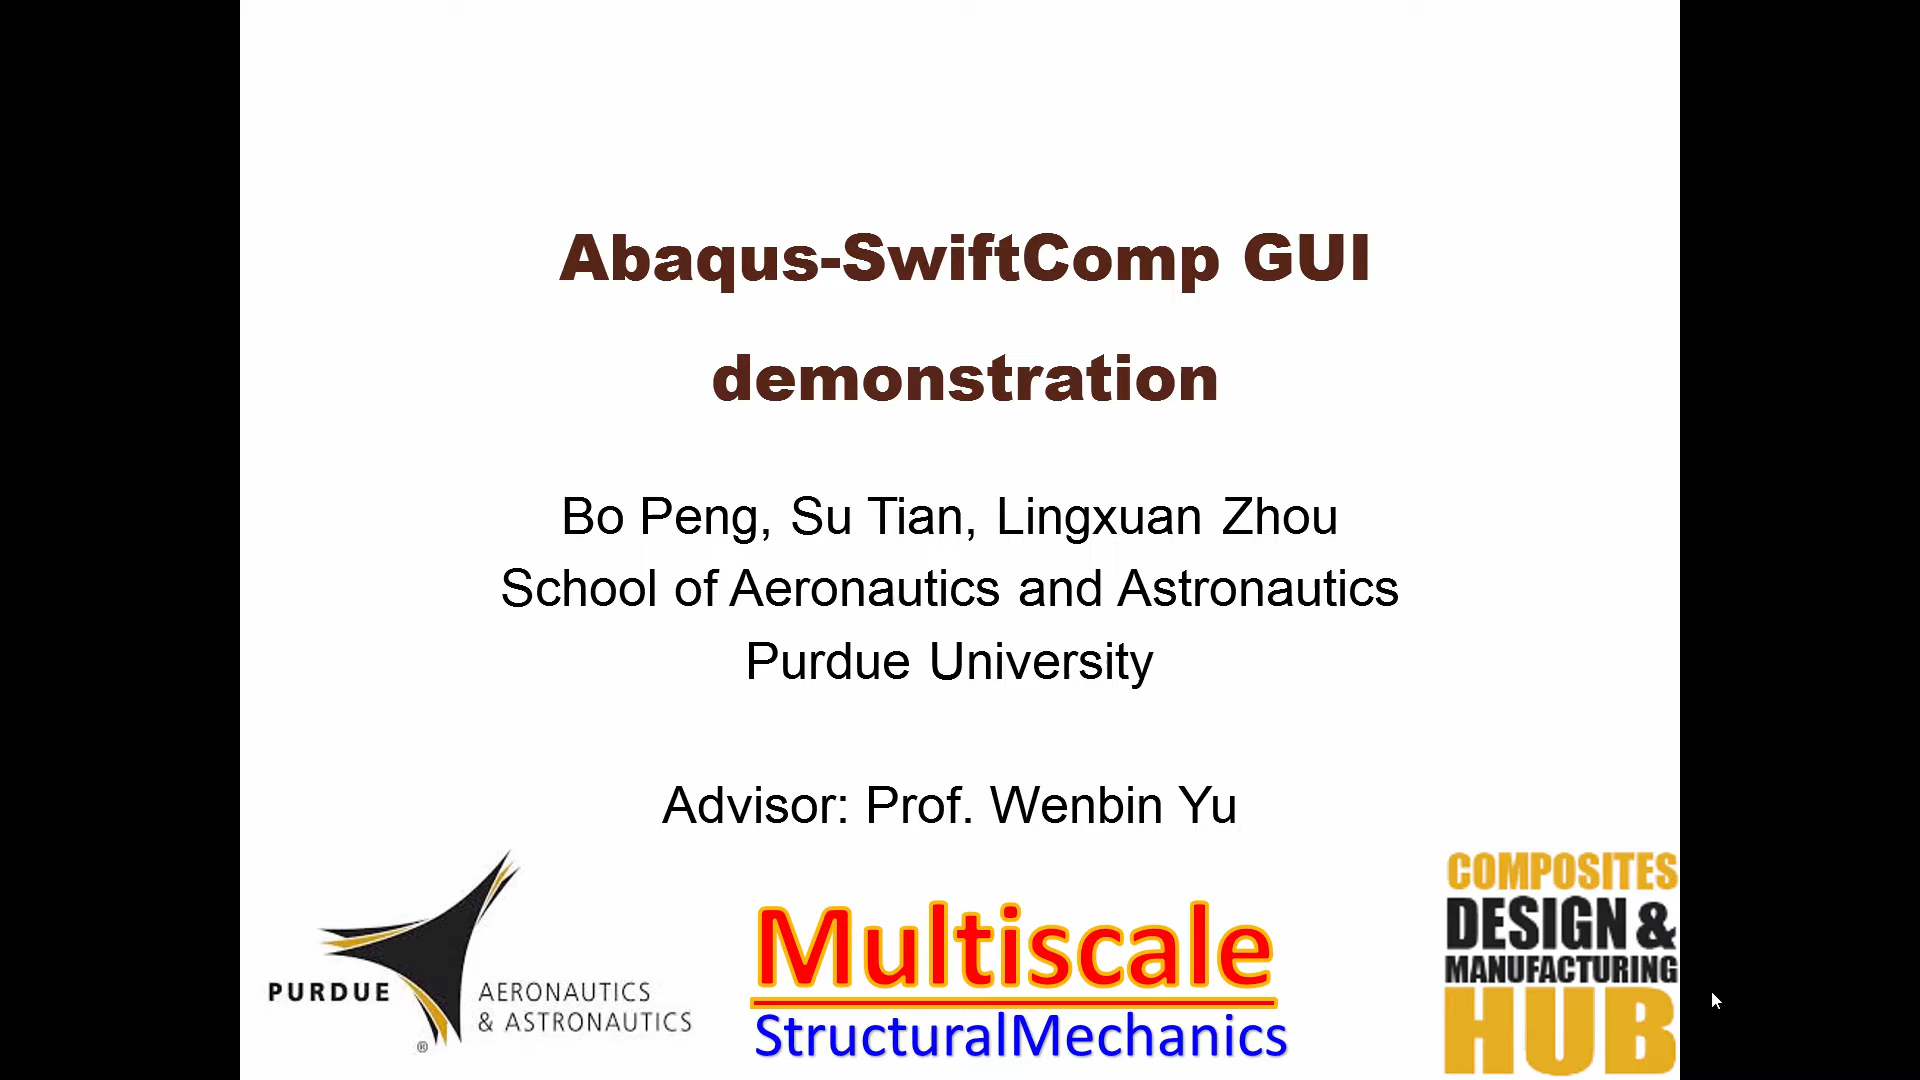 Abaqus-SwiftComp GUI
demonstration
Bo Peng, Su Tian, Lingxuan Zhou
School of Aeronautics and Astronautics
Purdue University
Advisor: Prof. Wenbin Yu
PURDUE
AERONAUTICS
& ASTRONAUTICS
®
Multiscale
StructuralMechanics
COMPOSITES
DESIGN &
MANUFACTURING
HUB